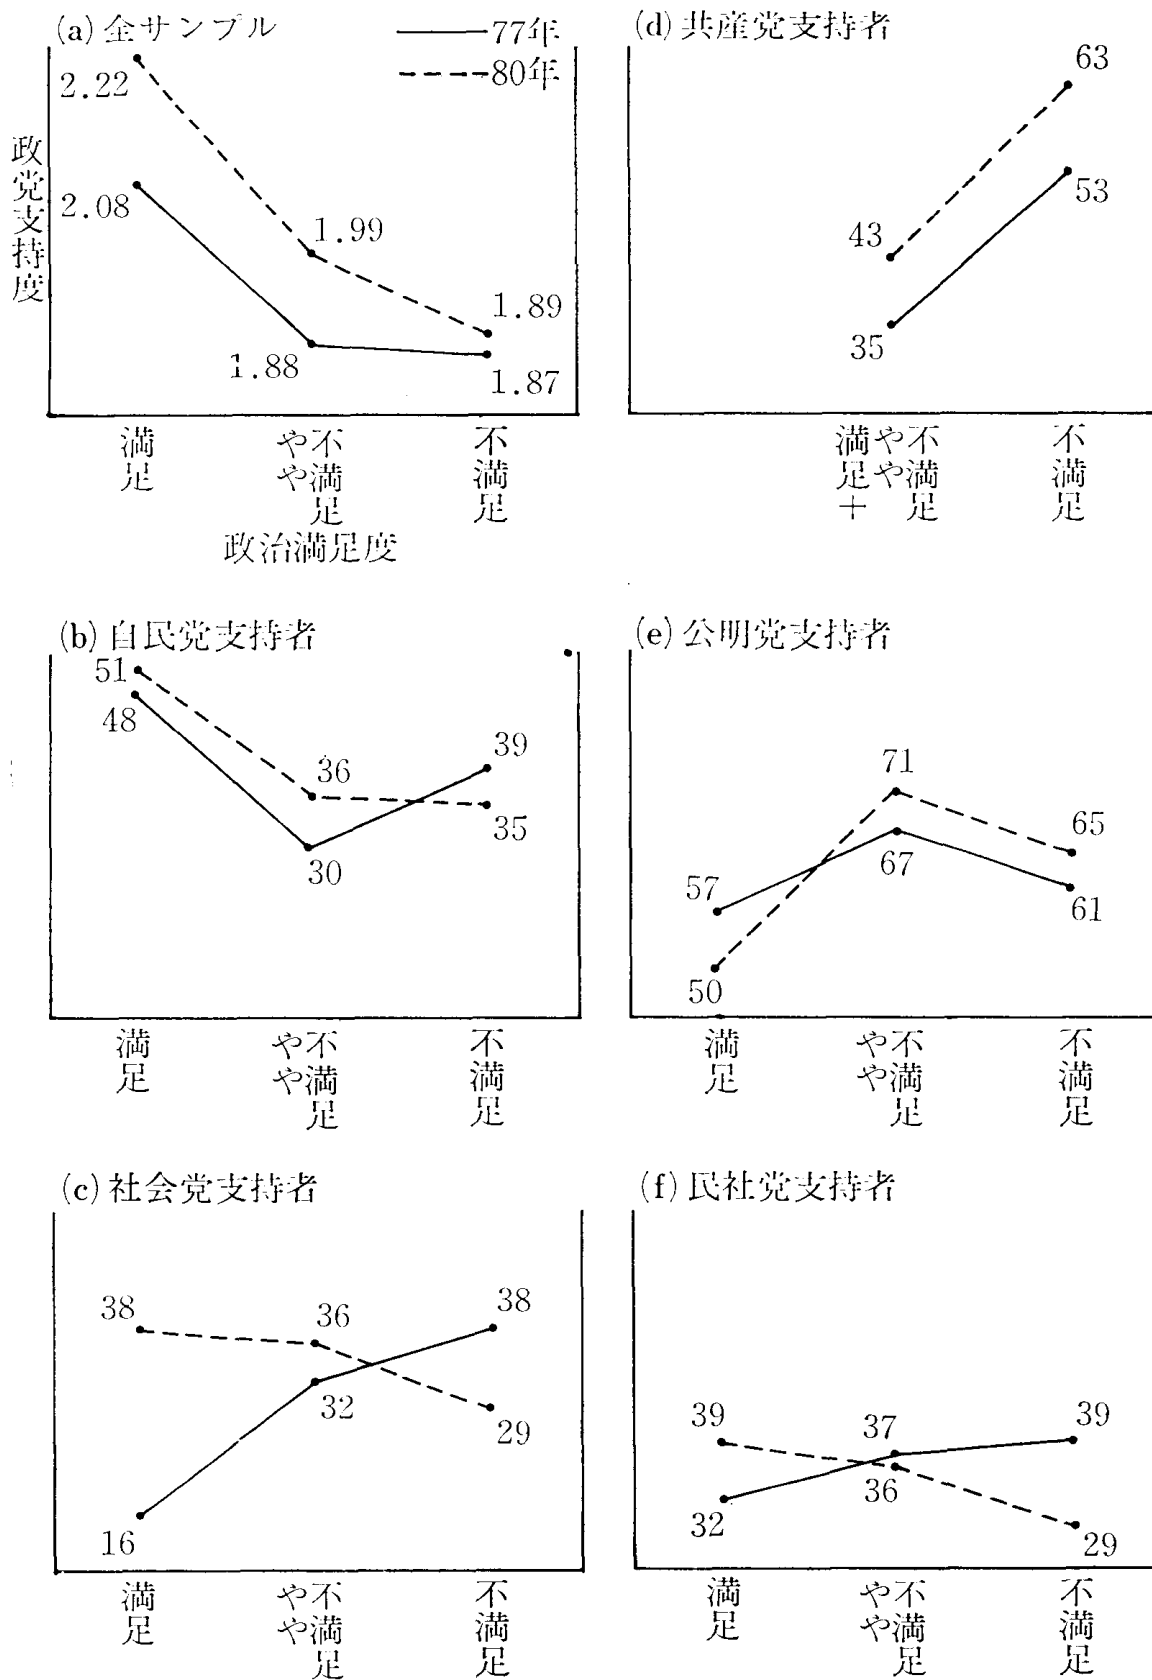 (a) 全サンプル
77年
80年
政党支持度
2.22
2.08
1.99
1.88
1.89
1.87
満足
やや不満足
不満足
政治満足度
(b) 自民党支持者
51
48
36
30
39
35
満足
やや不満足
不満足
(c) 社会党支持者
38
16
36
32
38
29
満足
やや不満足
不満足
(d) 共産党支持者
43
35
63
53
満足+やや不満足
不満足
(e) 公明党支持者
57
50
71
67
65
61
満足
やや不満足
不満足
(f) 民社党支持者
39
32
37
36
39
29
満足
やや不満足
不満足